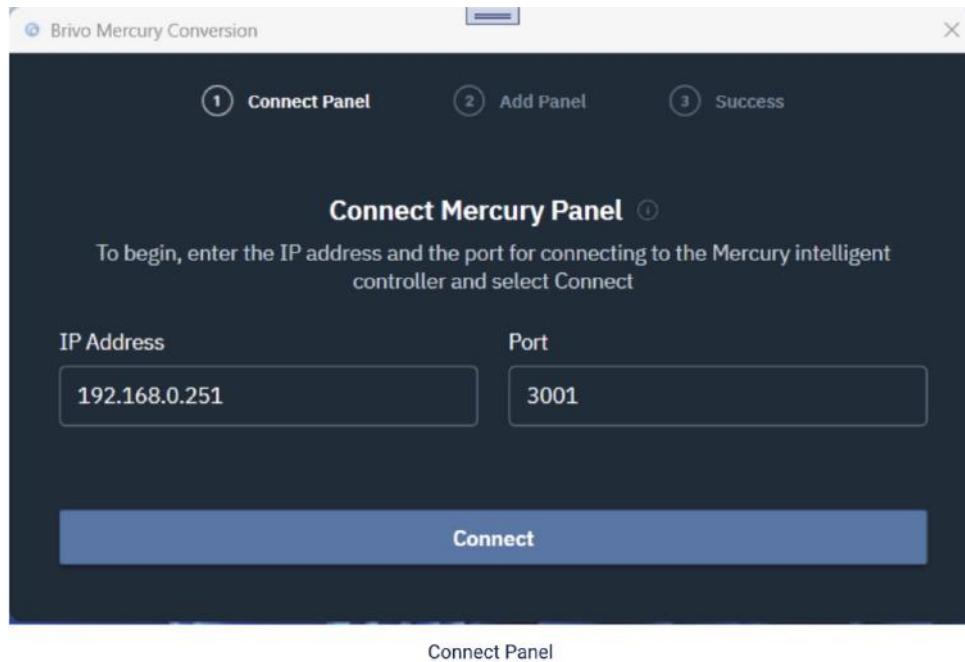 Brivo Mercury Conversion
1 Connect Panel 2 Add Panel 3 Success
Connect Mercury Panel
To begin, enter the IP address and the port for connecting to the Mercury intelligent
controller and select Connect
IP Address Port
192.168.0.251 3001
Connect
Connect Panel